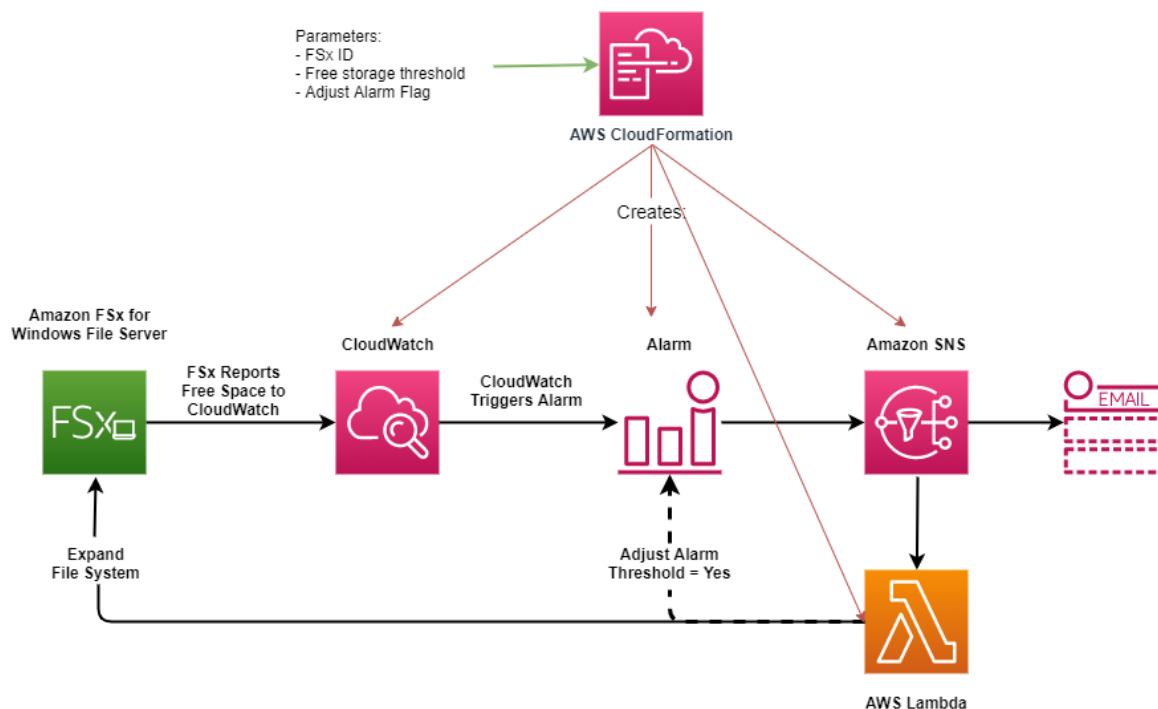 Parameters:
- FSx ID
- Free storage threshold
- Adjust Alarm Flag
AWS CloudFormation
Creates:
Amazon FSx for
Windows File Server
CloudWatch
Alarm
Amazon SNS
FSx Reports
Free Space to
CloudWatch
CloudWatch
Triggers Alarm
FSx
EMAIL
Expand
File System
Adjust Alarm
Threshold = Yes
AWS Lambda